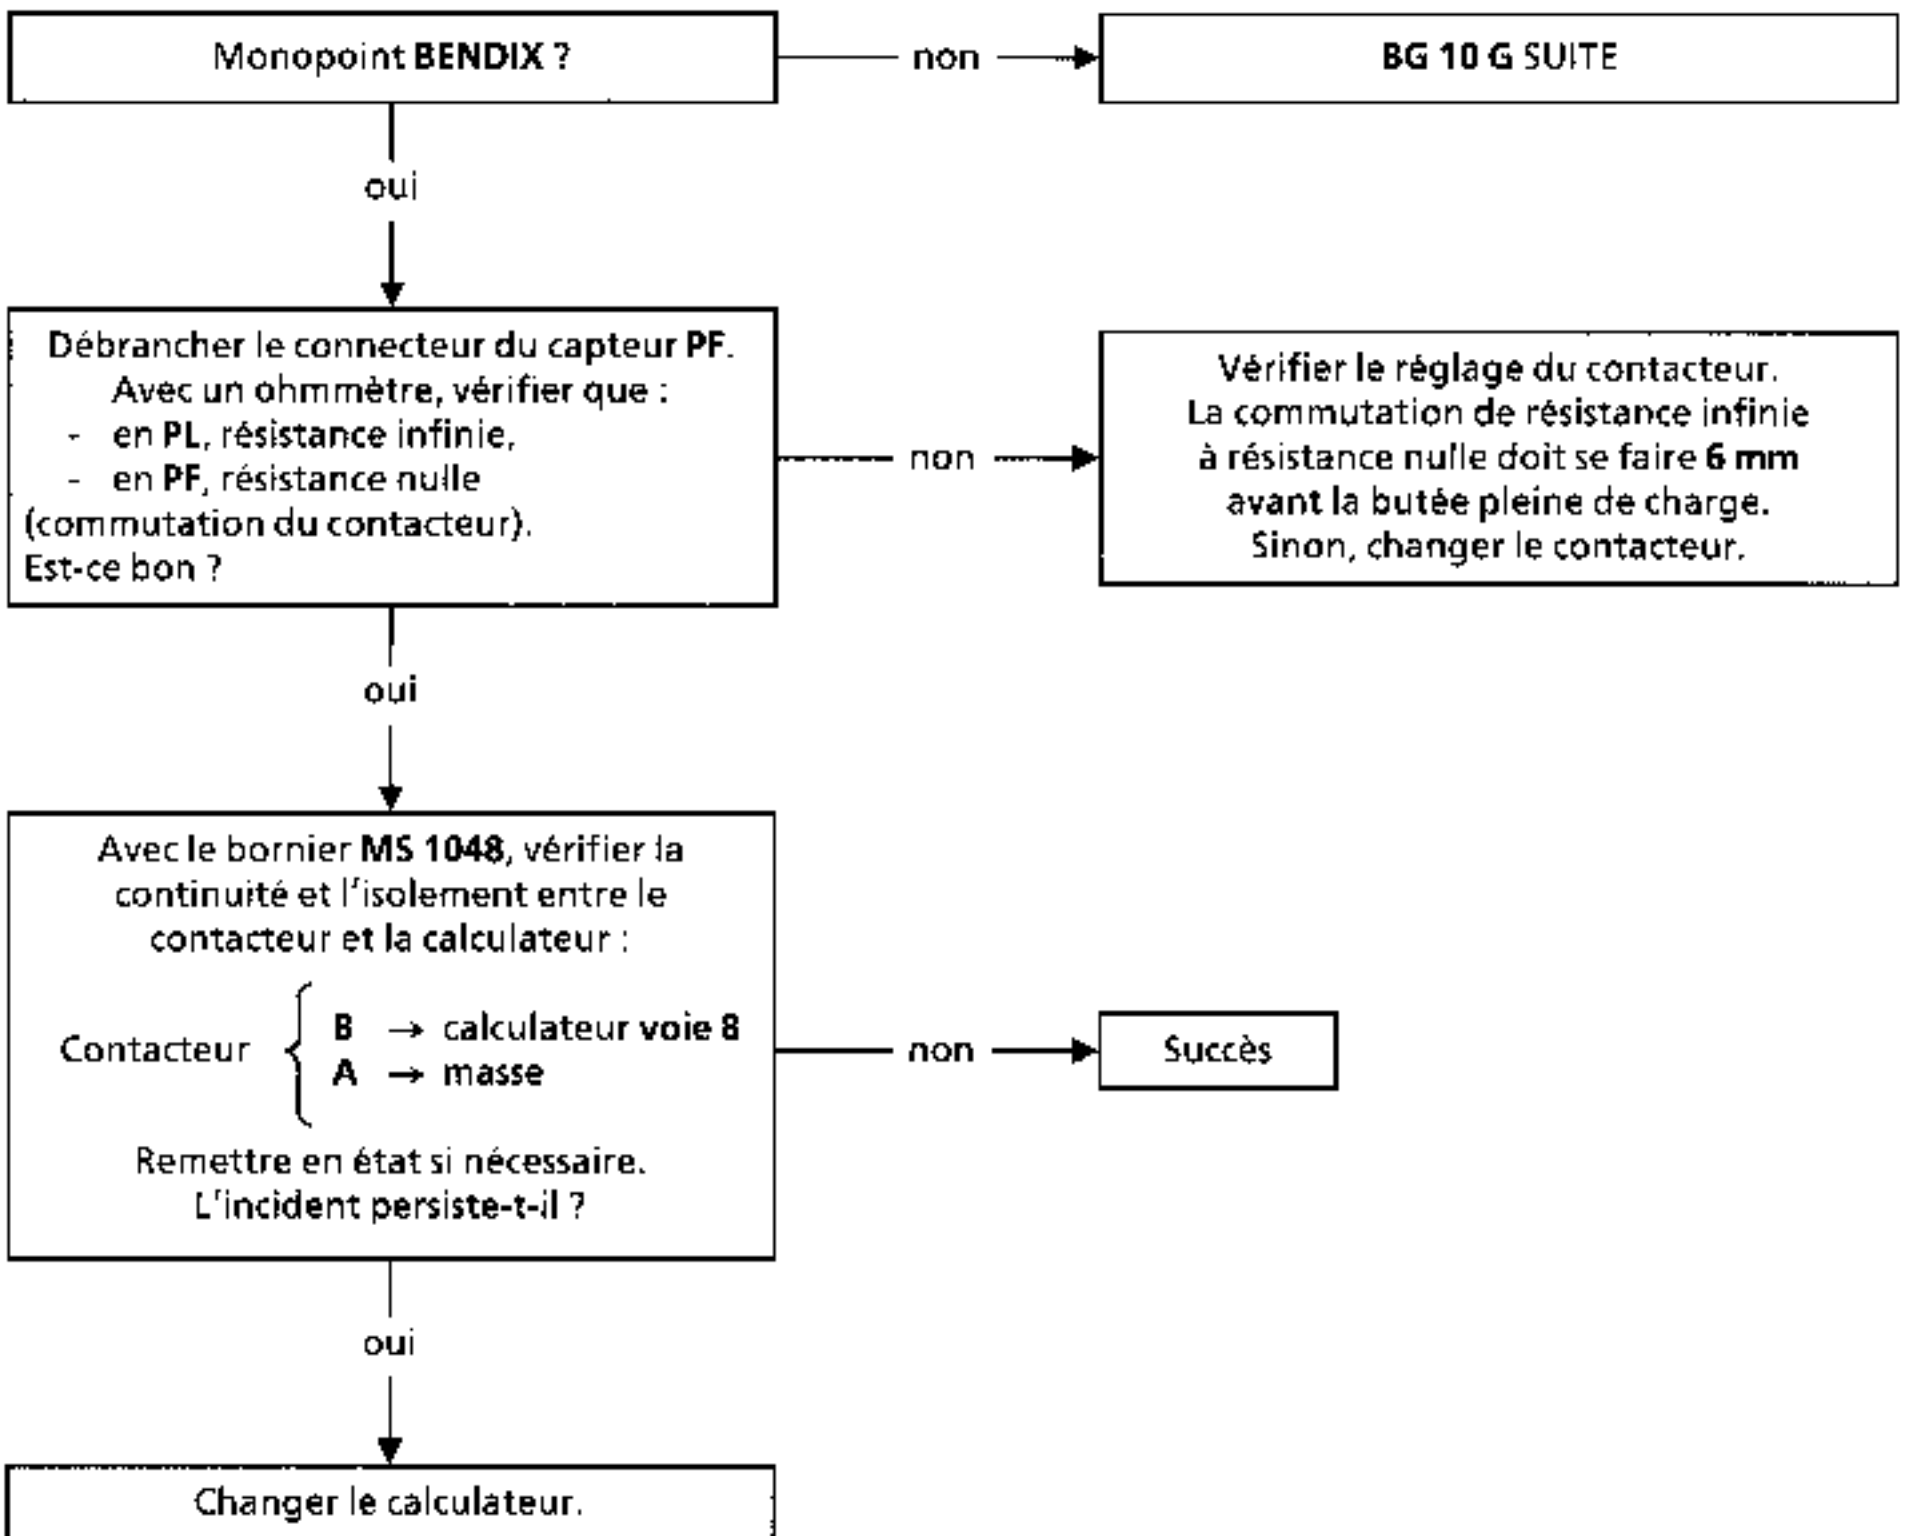 Monopoint BENDIX ?
non
BG 10 G SUITE
oui
Débrancher le connecteur du capteur PF.
Avec un ohmmètre, vérifier que :
- en PL, résistance infinie,
- en PF, résistance nulle
(commutation du contacteur).
Est-ce bon ?
non
Vérifier le réglage du contacteur.
La commutation de résistance infinie
à résistance nulle doit se faire 6 mm
avant la butée pleine de charge.
Sinon, changer le contacteur.
oui
Avec le bornier MS 1048, vérifier la
continuité et l'isolement entre le
contacteur et la calculateur :
Contacteur
B → calculateur voie 8
A → masse
Remettre en état si nécessaire.
L'incident persiste-t-il ?
non
Succès
oui
Changer le calculateur.